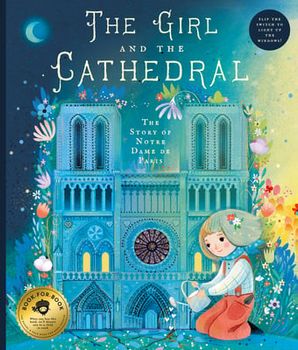 The Girl
and the
Cathedral
Flip the
switch to
light up
the
windows!
The
Story of
Notre
Dame de
Paris
Book for Book